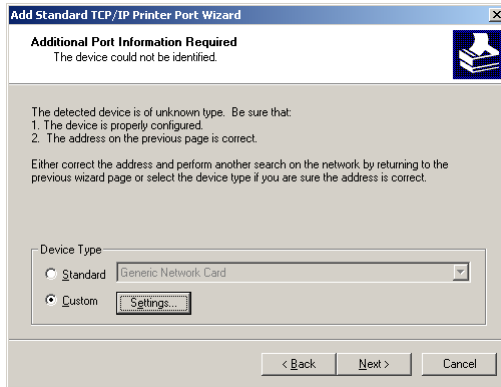 Add Standard TCP/IP Printer Port Wizard
Additional Port Information Required
The device could not be identified.
The detected device is of unknown type. Be sure that:
1. The device is properly configured.
2. The address on the previous page is correct.
Either correct the address and perform another search on the network by returning to the
previous wizard page or select the device type if you are sure the address is correct.
Device Type
Standard
Generic Network Card
Custom
Settings...
< Back
Next >
Cancel